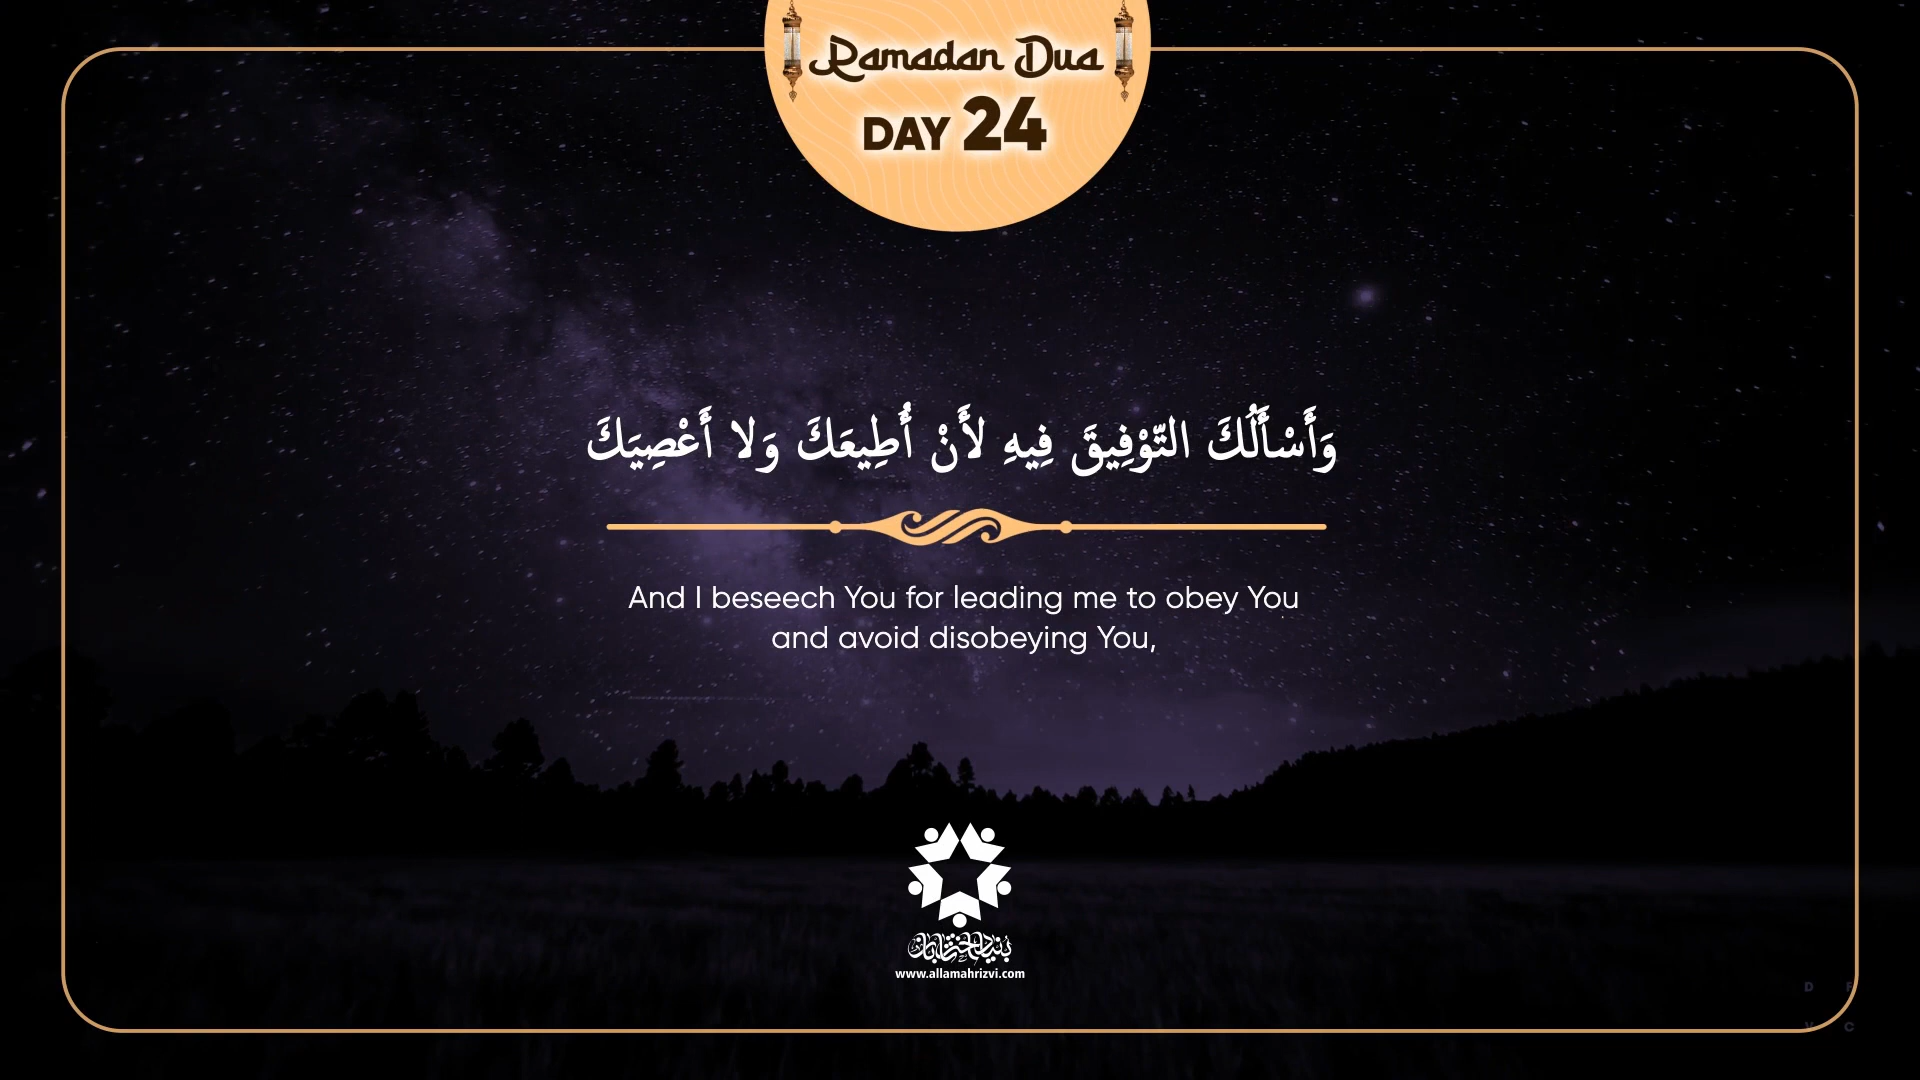 Ramadan Dua
DAY 24
وَأَسْأَلُكَ التّوْفِيقَ فِيهِ لأَنْ أُطِيعَكَ وَلا أَعْصِيَكَ
And I beseech You for leading me to obey You
and avoid disobeying You,
www.allamahrizvi.com